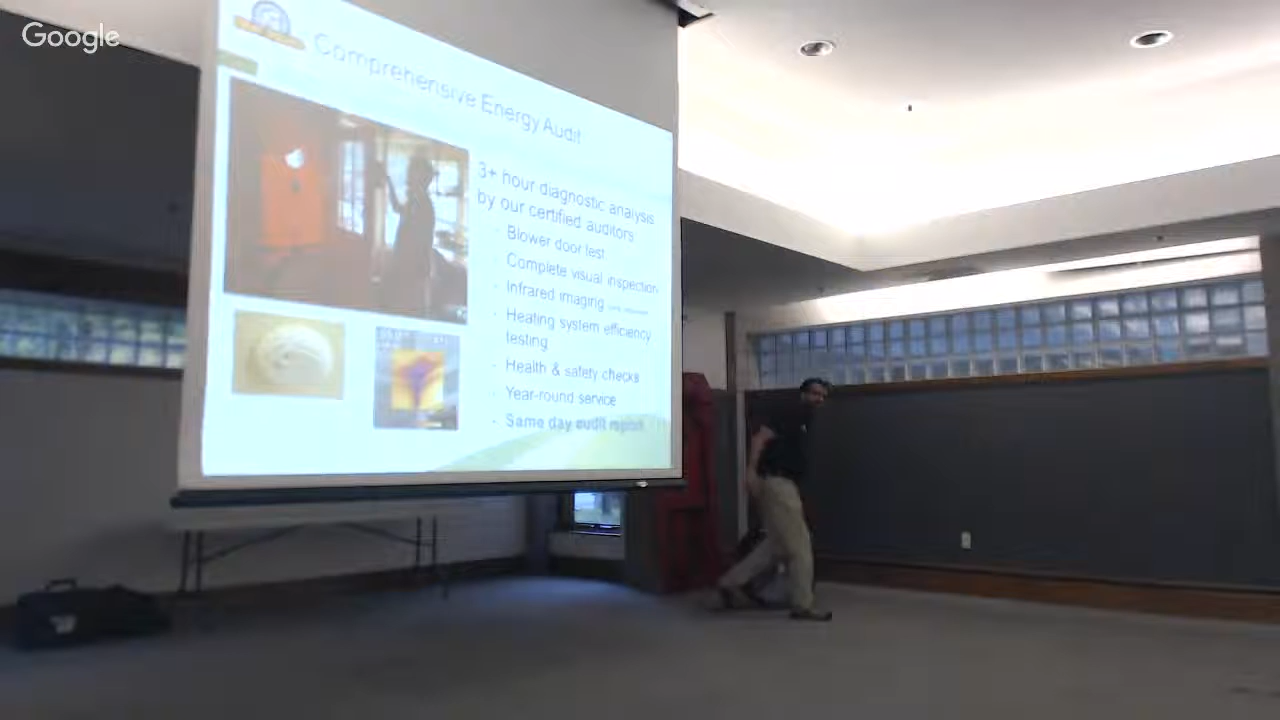 Google
Comprehensive Energy Audit
3+ hour diagnostic analysis
by our certified auditors
- Blower door test
Complete visual inspection
- Infrared imaging
- Heating system efficiency
testing
- Health & safety checks
- Year-round service
- Same day audit report